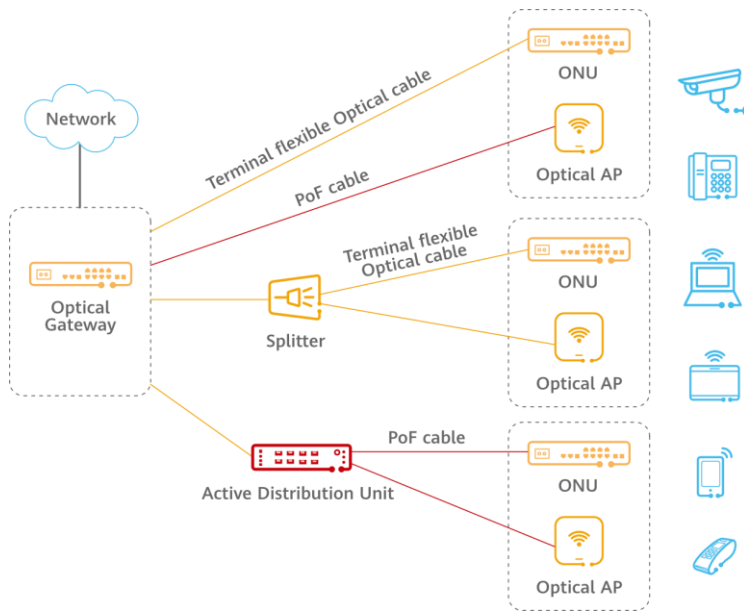 Network
Optical
Gateway
Terminal flexible Optical cable
PoF cable
ONU
Optical AP
Splitter
Terminal flexible
Optical cable
ONU
Optical AP
Active Distribution Unit
PoF cable
ONU
Optical AP